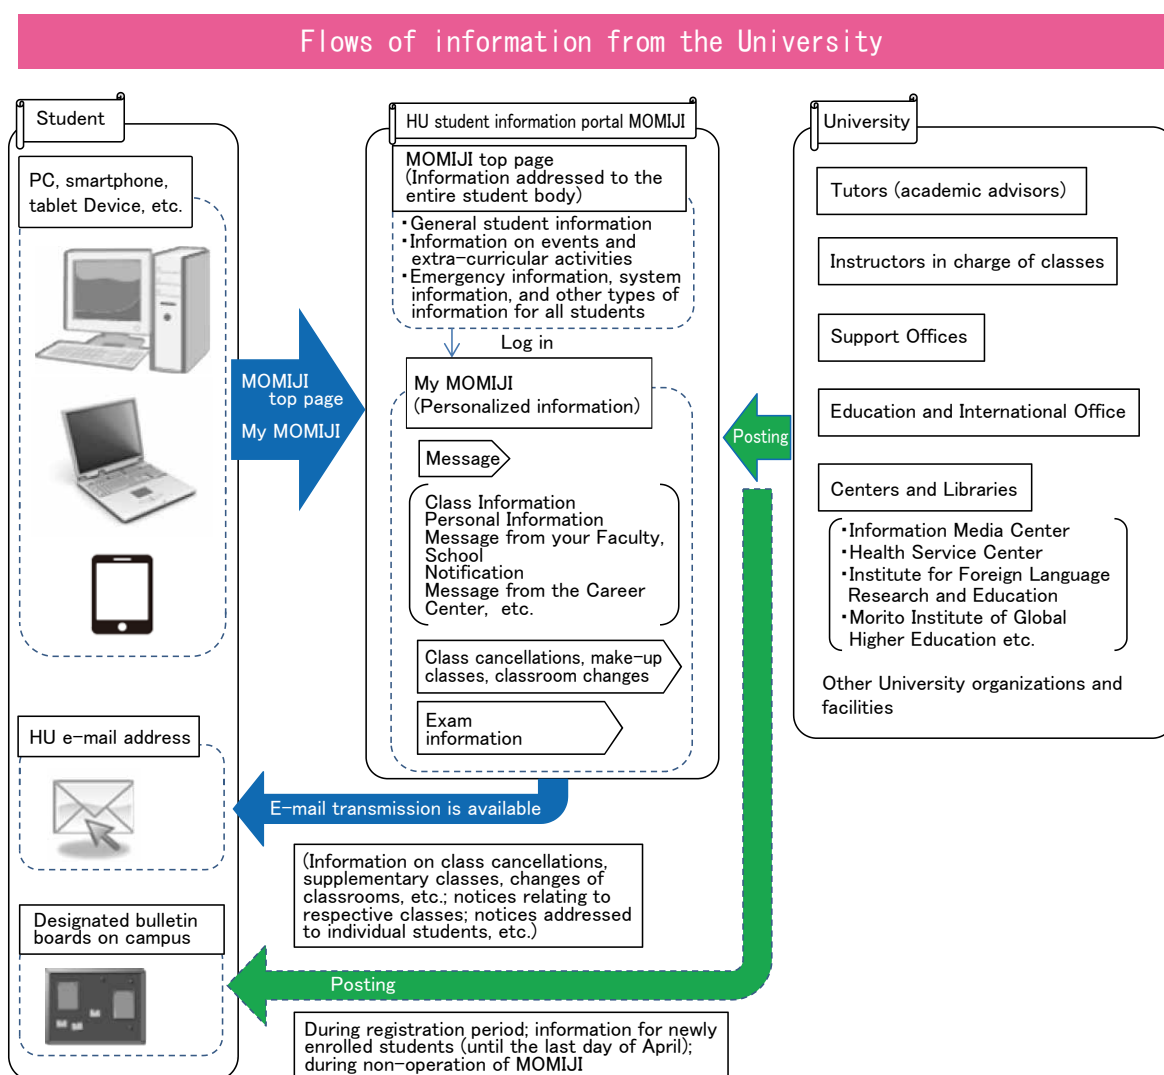 Flows of information from the University
Student
PC, smartphone,
tablet Device, etc.
MOMIJI
top page
My MOMIJI
HU e-mail address
Designated bulletin
boards on campus
HU student information portal MOMIJI
MOMIJI top page
(Information addressed to the
entire student body)
・General student information
・Information on events and
extra-curricular activities
・Emergency information, system
information, and other types of
information for all students
Log in
My MOMIJI
(Personalized information)
Message
Class Information
Personal Information
Message from your Faculty,
School
Notification
Message from the Career
Center, etc.
Class cancellations, make-up
classes, classroom changes
Exam
information
E-mail transmission is available
(Information on class cancellations,
supplementary classes, changes of
classrooms, etc.; notices relating to
respective classes; notices addressed
to individual students, etc.)
Posting
During registration period; information for newly
enrolled students (until the last day of April);
during non-operation of MOMIJI
Posting
University
Tutors (academic advisors)
Instructors in charge of classes
Support Offices
Education and International Office
Centers and Libraries
・Information Media Center
・Health Service Center
・Institute for Foreign Language
Research and Education
・Morito Institute of Global
Higher Education etc.
Other University organizations and
facilities